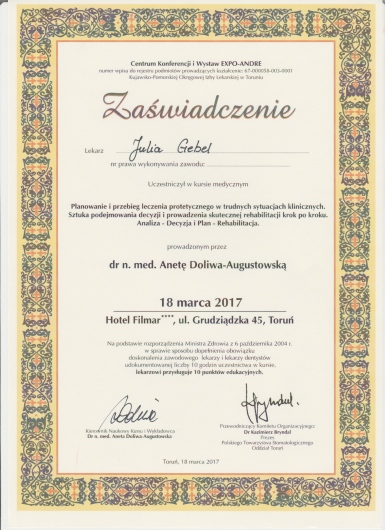 Centrum Konferencji i Wystaw EXPO-ANDRE
numer wpisu do rejestru podmiotów prowadzących kształcenie: 67-000058-003-0001
Kujawsko-Pomorskiej Okręgowej Izby Lekarskiej w Toruniu
Zaświadczenie
Lekarz Julia Gebel
nr prawa wykonywania zawodu:
Uczestniczył w kursie medycznym
Planowanie i przebieg leczenia protetycznego w trudnych sytuacjach klinicznych.
Sztuka podejmowania decyzji i prowadzenia skutecznej rehabilitacji krok po kroku.
Analiza - Decyzja i Plan - Rehabilitacja.
prowadzonym przez
dr n. med. Anetę Doliwa-Augustowską
18 marca 2017
Hotel Filmar****, ul. Grudziądzka 45, Toruń
Na podstawie rozporządzenia Ministra Zdrowia z 6 października 2004 r.
w sprawie sposobu dopełnienia obowiązku
doskonalenia zawodowego lekarzy i lekarzy dentystów
udokumentowanej liczby 10 godzin uczestnictwa w kursie.
lekarzowi przysługuje 10 punktów edukacyjnych.
Kierownik Naukowy Kursu i Wykładowca
Dr n. med. Aneta Doliwa-Augustowska
Przewodniczący Komitetu Organizacyjnego:
Dr Kazimierz Bryndal
Prezes
Polskiego Towarzystwa Stomatologicznego
Oddział Toruń
Toruń, 18 marca 2017